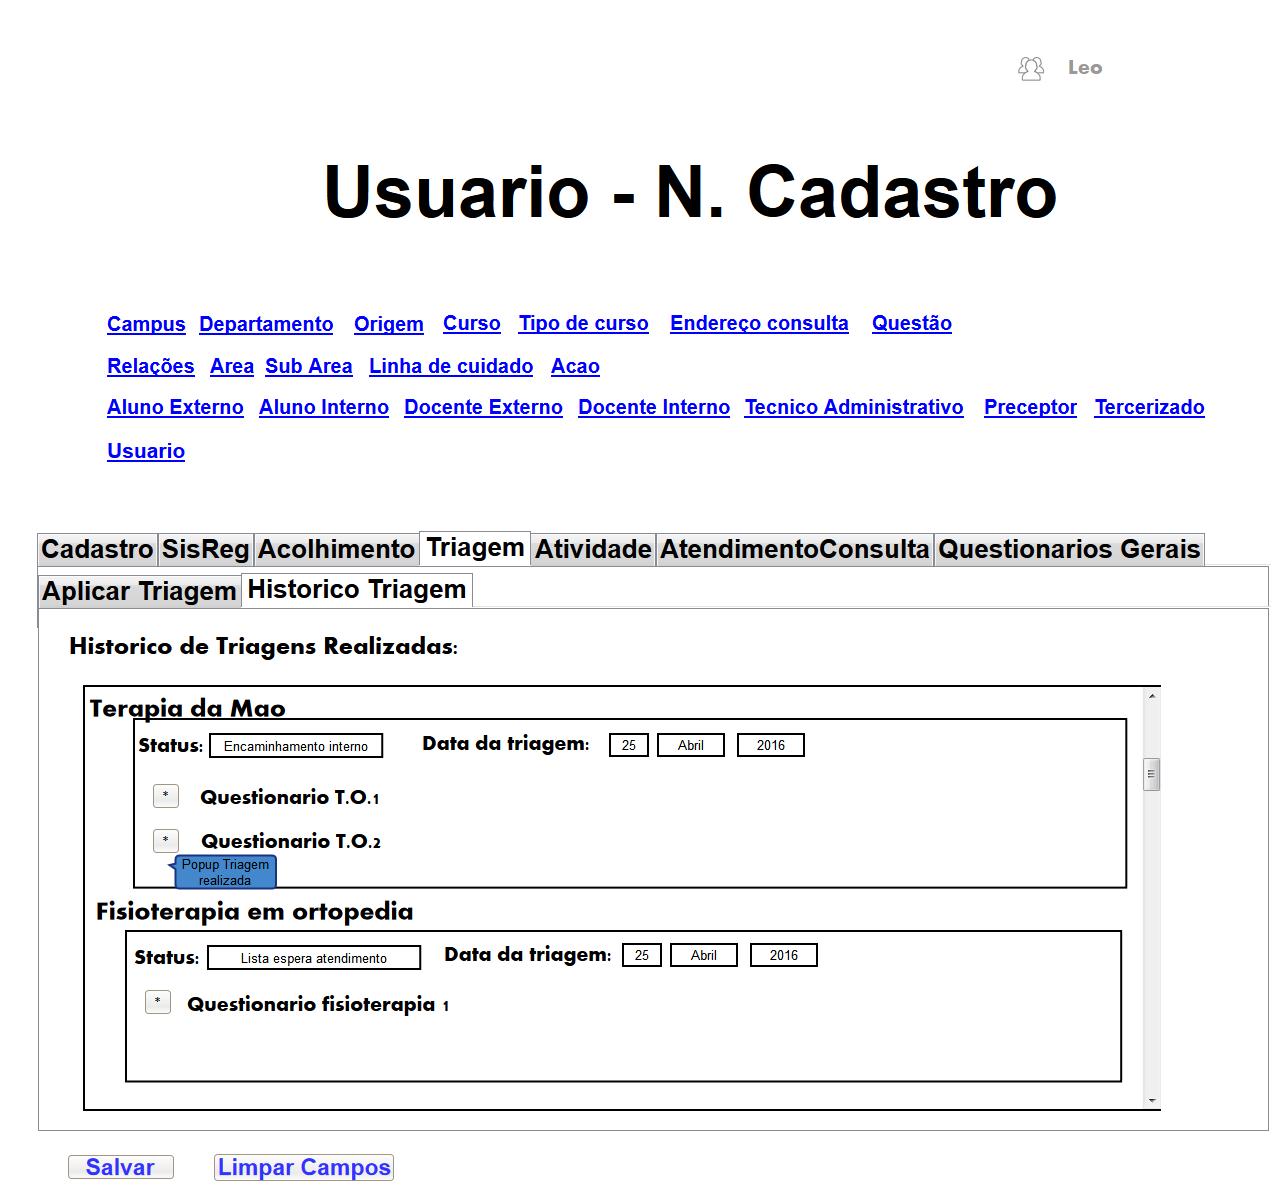 Leo
Usuario - N. Cadastro
Campus Departamento Origem Curso Tipo de curso Endereço consulta Questão
Relações Area Sub Area Linha de cuidado Acao
Aluno Externo Aluno Interno Docente Externo Docente Interno Tecnico Administrativo Preceptor Tercerizado
Usuario
Cadastro SisReg Acolhimento Triagem Atividade AtendimentoConsulta Questionarios Gerais
Aplicar Triagem Historico Triagem
Historico de Triagens Realizadas:
Terapia da Mao
Status: Encaminhamento interno Data da triagem: 25 Abril 2016
* Questionario T.O.1
* Questionario T.O.2
Popup Triagem
realizada
Fisioterapia em ortopedia
Status: Lista espera atendimento Data da triagem: 25 Abril 2016
* Questionario fisioterapia 1
Salvar Limpar Campos